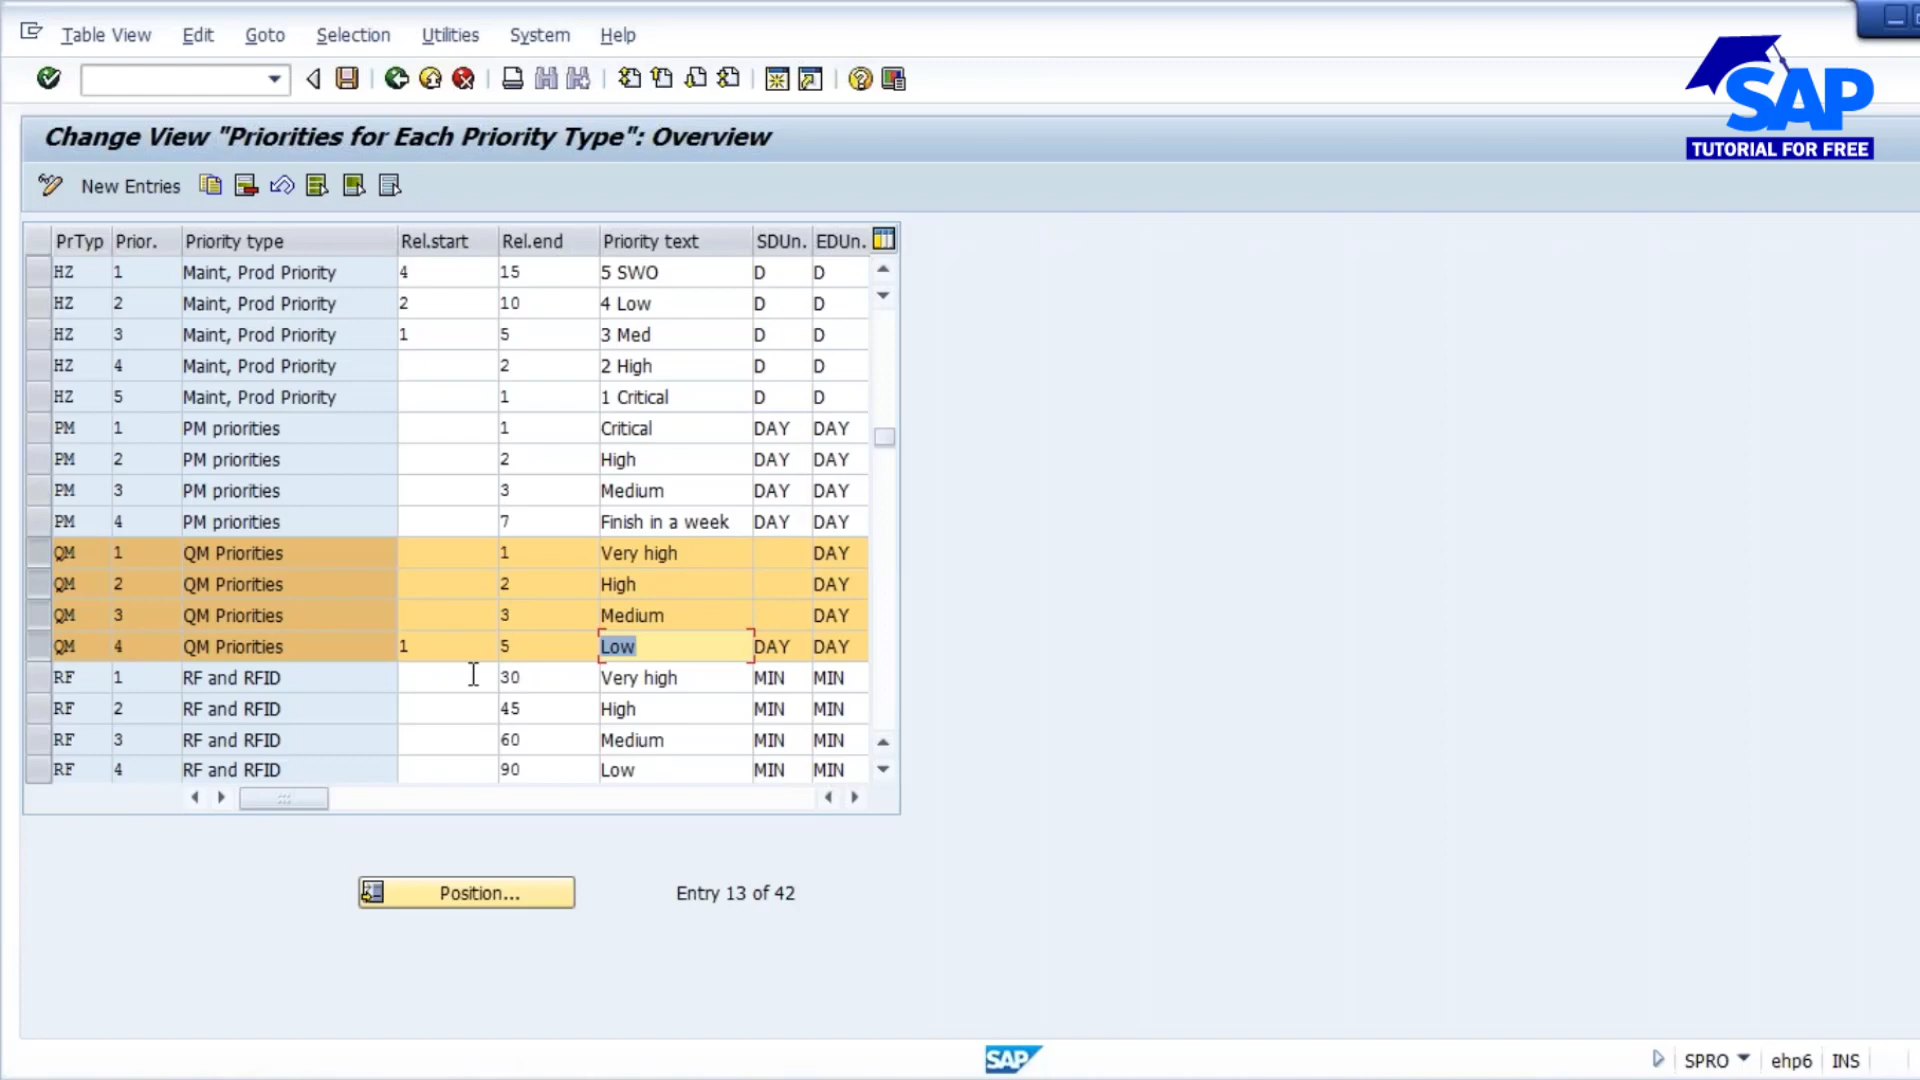 Table View Edit Goto Selection Utilities System Help
SAP
TUTORIAL FOR FREE
Change View "Priorities for Each Priority Type": Overview
New Entries
PrTyp Prior. Priority type Rel.start Rel.end Priority text SDUn. EDUn.
HZ 1 Maint, Prod Priority 4 15 5 SWO D D
HZ 2 Maint, Prod Priority 2 10 4 Low D D
HZ 3 Maint, Prod Priority 1 5 3 Med D D
HZ 4 Maint, Prod Priority 2 2 High D D
HZ 5 Maint, Prod Priority 1 1 Critical D D
PM 1 PM priorities 1 Critical DAY DAY
PM 2 PM priorities 2 High DAY DAY
PM 3 PM priorities 3 Medium DAY DAY
PM 4 PM priorities 7 Finish in a week DAY DAY
QM 1 QM Priorities 1 Very high DAY
QM 2 QM Priorities 2 High DAY
QM 3 QM Priorities 3 Medium DAY
QM 4 QM Priorities 1 5 Low DAY DAY
RF 1 RF and RFID 30 Very high MIN MIN
RF 2 RF and RFID 45 High MIN MIN
RF 3 RF and RFID 60 Medium MIN MIN
RF 4 RF and RFID 90 Low MIN MIN
Position... Entry 13 of 42
SAP SPRO ehp6 INS